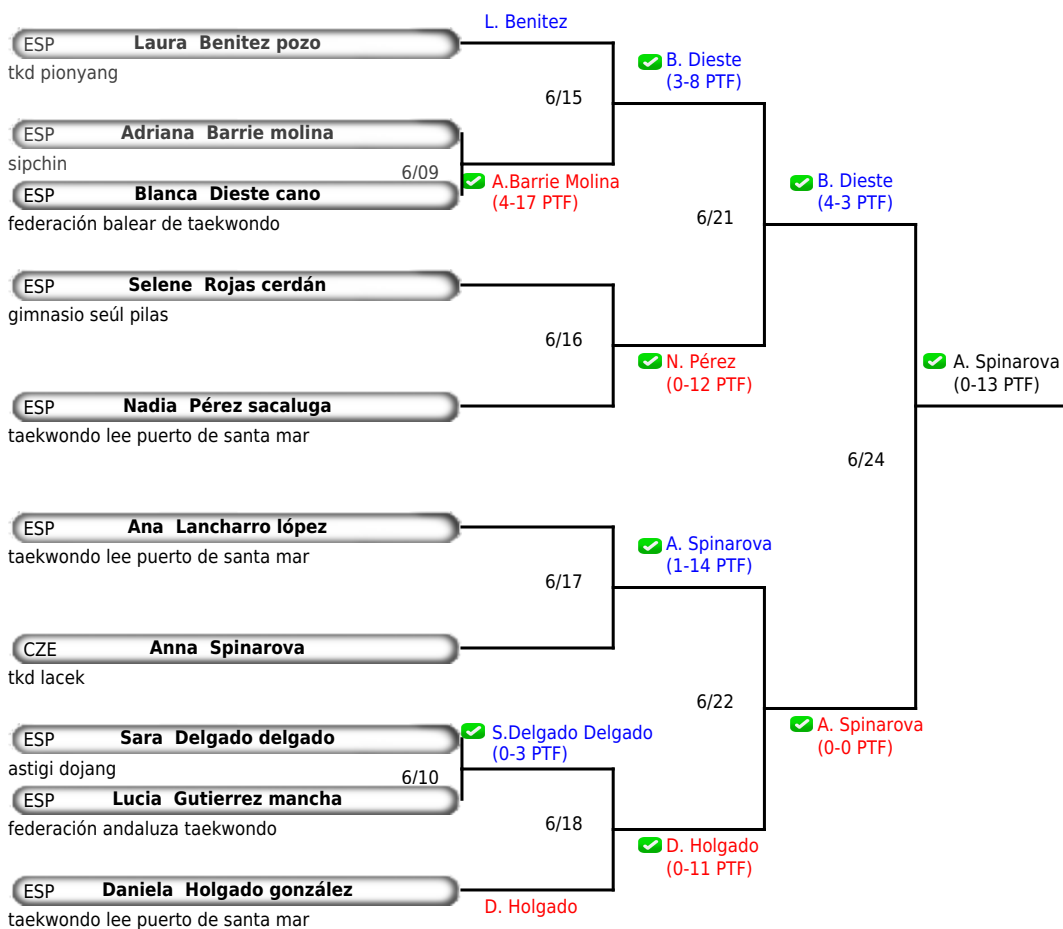 L. Benitez
ESP Laura Benitez pozo
tkd pionyang
B. Dieste
(3-8 PTF)
6/15
ESP Adriana Barrie molina
sipchin
6/09
A.Barrie Molina
(4-17 PTF)
ESP Blanca Dieste cano
federación balear de taekwondo
B. Dieste
(4-3 PTF)
6/21
ESP Selene Rojas cerdán
gimnasio seúl pilas
6/16
N. Pérez
(0-12 PTF)
A. Spinarova
(0-13 PTF)
ESP Nadia Pérez sacaluga
taekwondo lee puerto de santa mar
6/24
ESP Ana Lancharro lópez
taekwondo lee puerto de santa mar
A. Spinarova
(1-14 PTF)
6/17
CZE Anna Spinarova
tkd lacek
6/22
A. Spinarova
(0-0 PTF)
ESP Sara Delgado delgado
astigi dojang
S.Delgado Delgado
(0-3 PTF)
6/10
ESP Lucia Gutierrez mancha
federación andaluza taekwondo
6/18
D. Holgado
(0-11 PTF)
ESP Daniela Holgado gonzález
taekwondo lee puerto de santa mar
D. Holgado